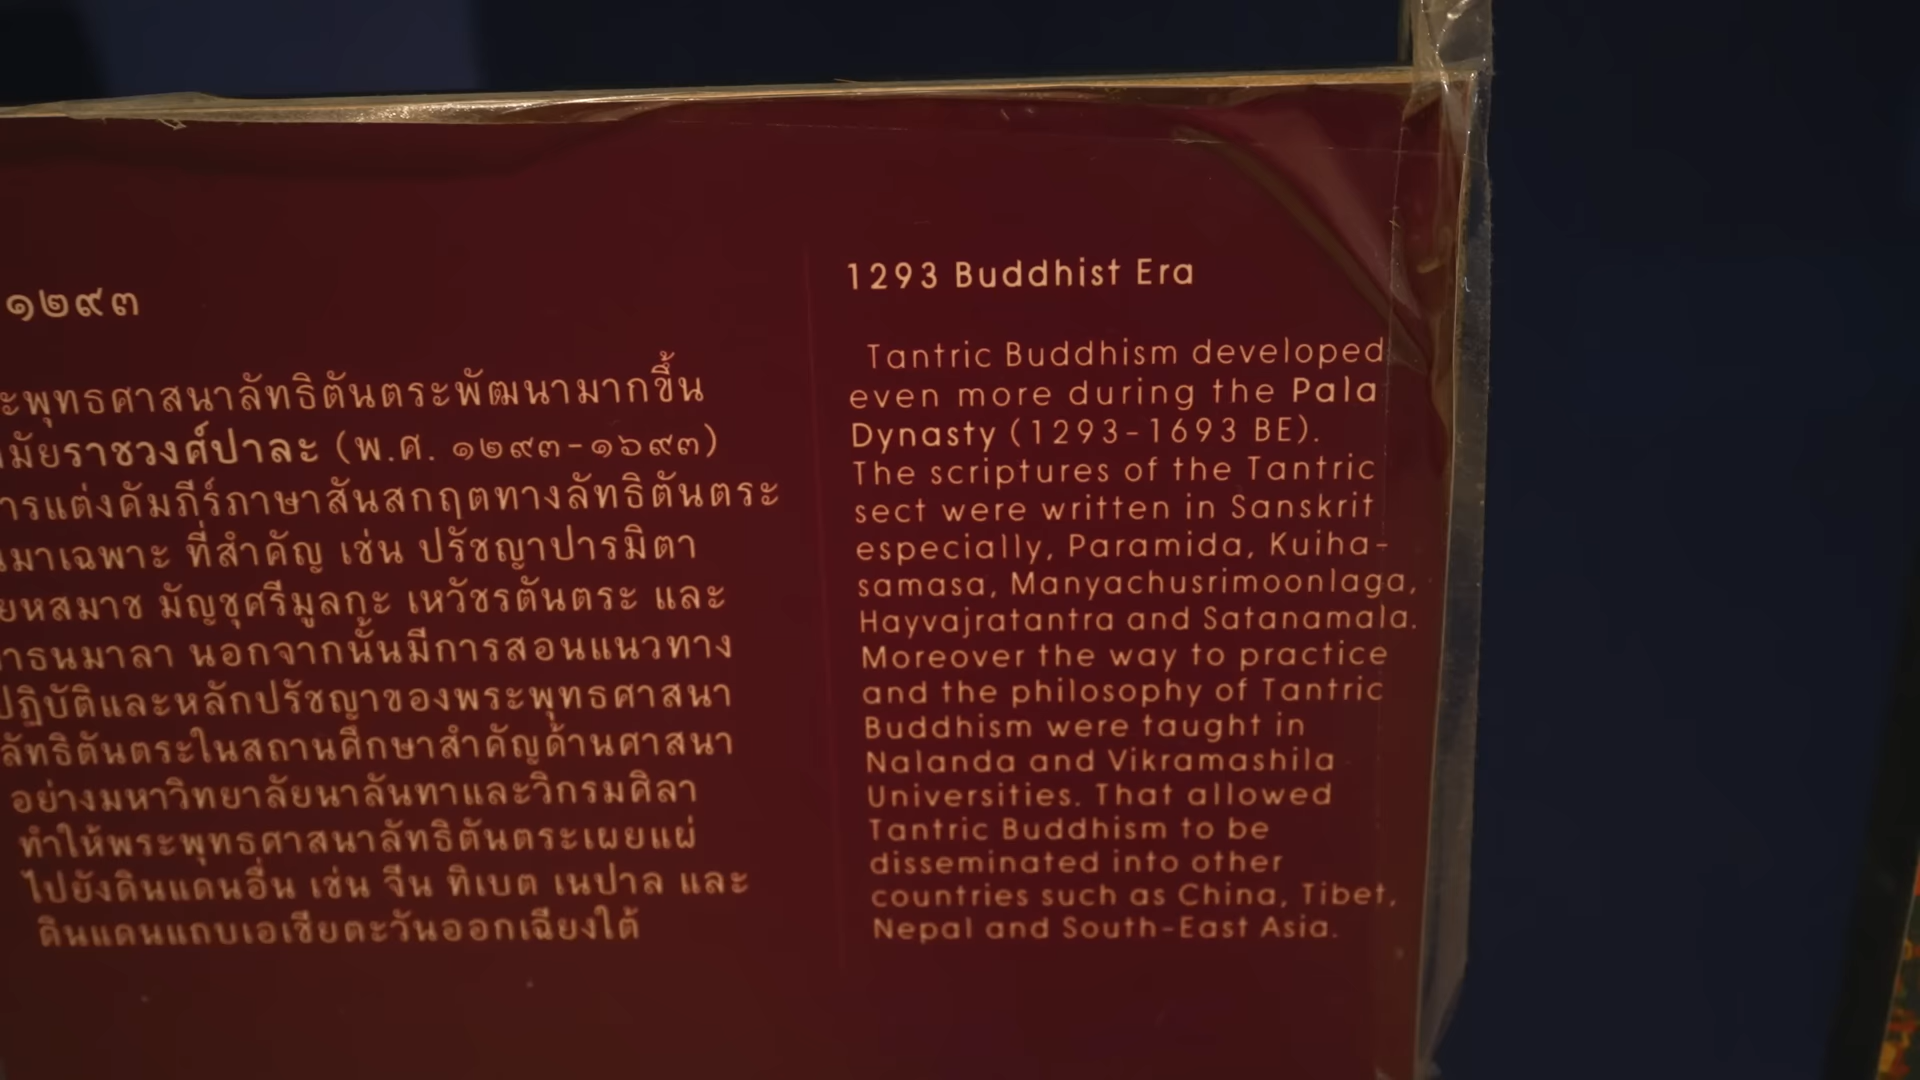 ๑๒๙๓
ะพุทธศาสนาลัทธิตันตระพัฒนามากขึ้น
มัยราชวงศ์ปาละ (พ.ศ. ๑๒๙๓-๑๖๙๓)
ารแต่งคัมภีร์ภาษาสันสกฤตทางลัทธิตันตระ
มาเฉพาะ ที่สำคัญ เช่น ปรัชญาปารมิตา
ยหสมาช มัญชุศรีมูลกะ เหวัชรตันตระ และ
าธนมาลา นอกจากนั้นมีการสอนแนวทาง
ปฏิบัติและหลักปรัชญาของพระพุทธศาสนา
ลัทธิตันตระในสถานศึกษาสำคัญด้านศาสนา
อย่างมหาวิทยาลัยนาลันทาและวิกรมศิลา
ทำให้พระพุทธศาสนาลัทธิตันตระเผยแผ่
ไปยังดินแดนอื่น เช่น จีน ทิเบต เนปาล และ
ดินแดนแถบเอเชียตะวันออกเฉียงใต้
1293 Buddhist Era
Tantric Buddhism developed
even more during the Pala
Dynasty (1293-1693 BE).
The scriptures of the Tantric
sect were written in Sanskrit
especially, Paramida, Kuiha-
samasa, Manyachusrimoonlaga,
Hayvajratantra and Satanamala.
Moreover the way to practice
and the philosophy of Tantric
Buddhism were taught in
Nalanda and Vikramashila
Universities. That allowed
Tantric Buddhism to be
disseminated into other
countries such as China, Tibet,
Nepal and South-East Asia.